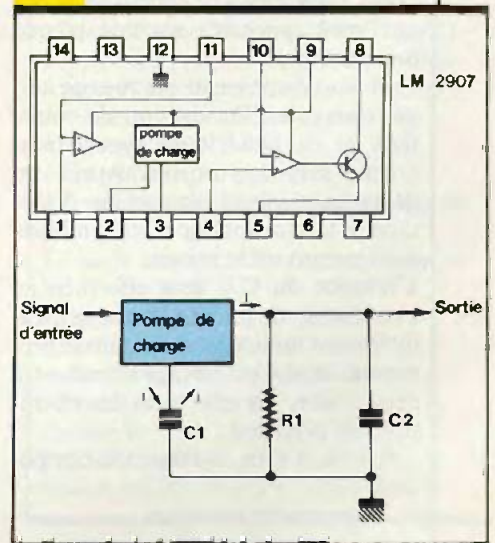 14 13 12 11 10 9 8
LM 2907
pompe
de charge
1 2 3 4 5 6 7
Signal
d'entrée
Pompe de
charge
I
Sortie
I I
C1
R1
C2